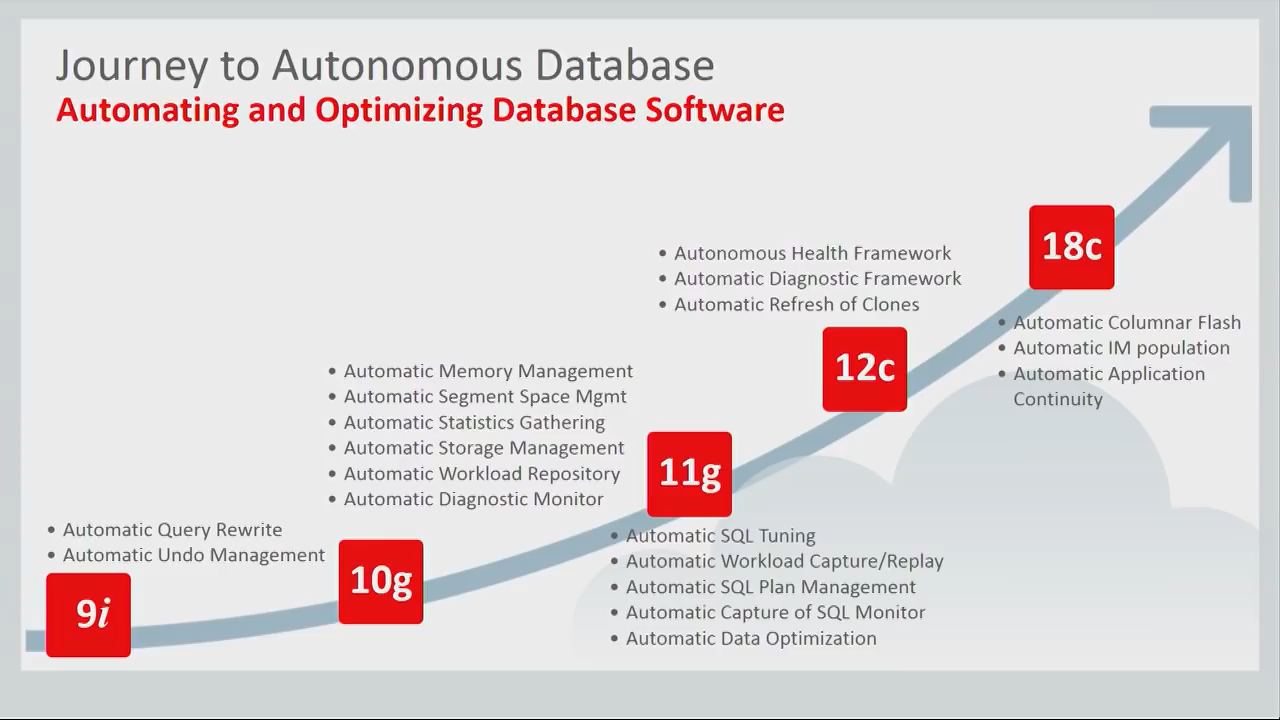 Journey to Autonomous Database
Automating and Optimizing Database Software
• Automatic Query Rewrite
• Automatic Undo Management
9i
• Automatic Memory Management
• Automatic Segment Space Mgmt
• Automatic Statistics Gathering
• Automatic Storage Management
• Automatic Workload Repository
• Automatic Diagnostic Monitor
10g
11g
• Automatic SQL Tuning
• Automatic Workload Capture/Replay
• Automatic SQL Plan Management
• Automatic Capture of SQL Monitor
• Automatic Data Optimization
• Autonomous Health Framework
• Automatic Diagnostic Framework
• Automatic Refresh of Clones
12c
18c
• Automatic Columnar Flash
• Automatic IM population
• Automatic Application
Continuity